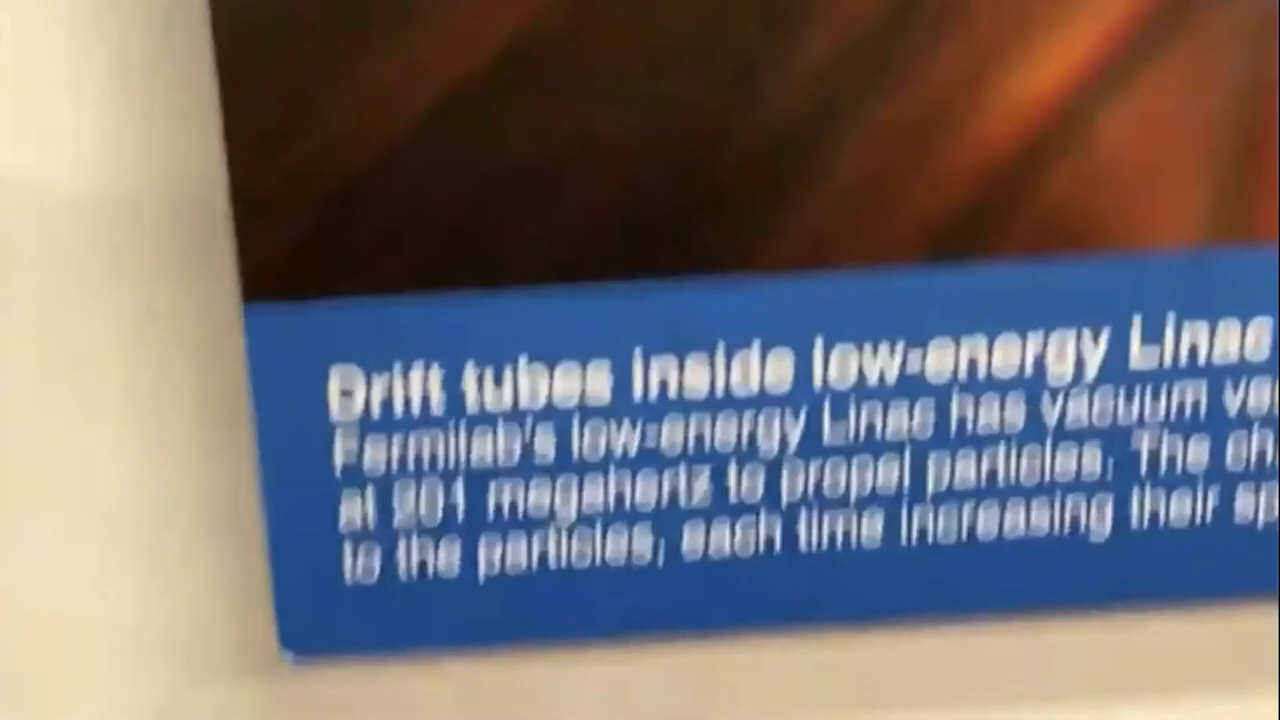 Drift tubes inside low-energy Linac
Fermilab's low-energy Linac has vacuum
at 201 megahertz to propel particles. The
to the particles, each time increasing their